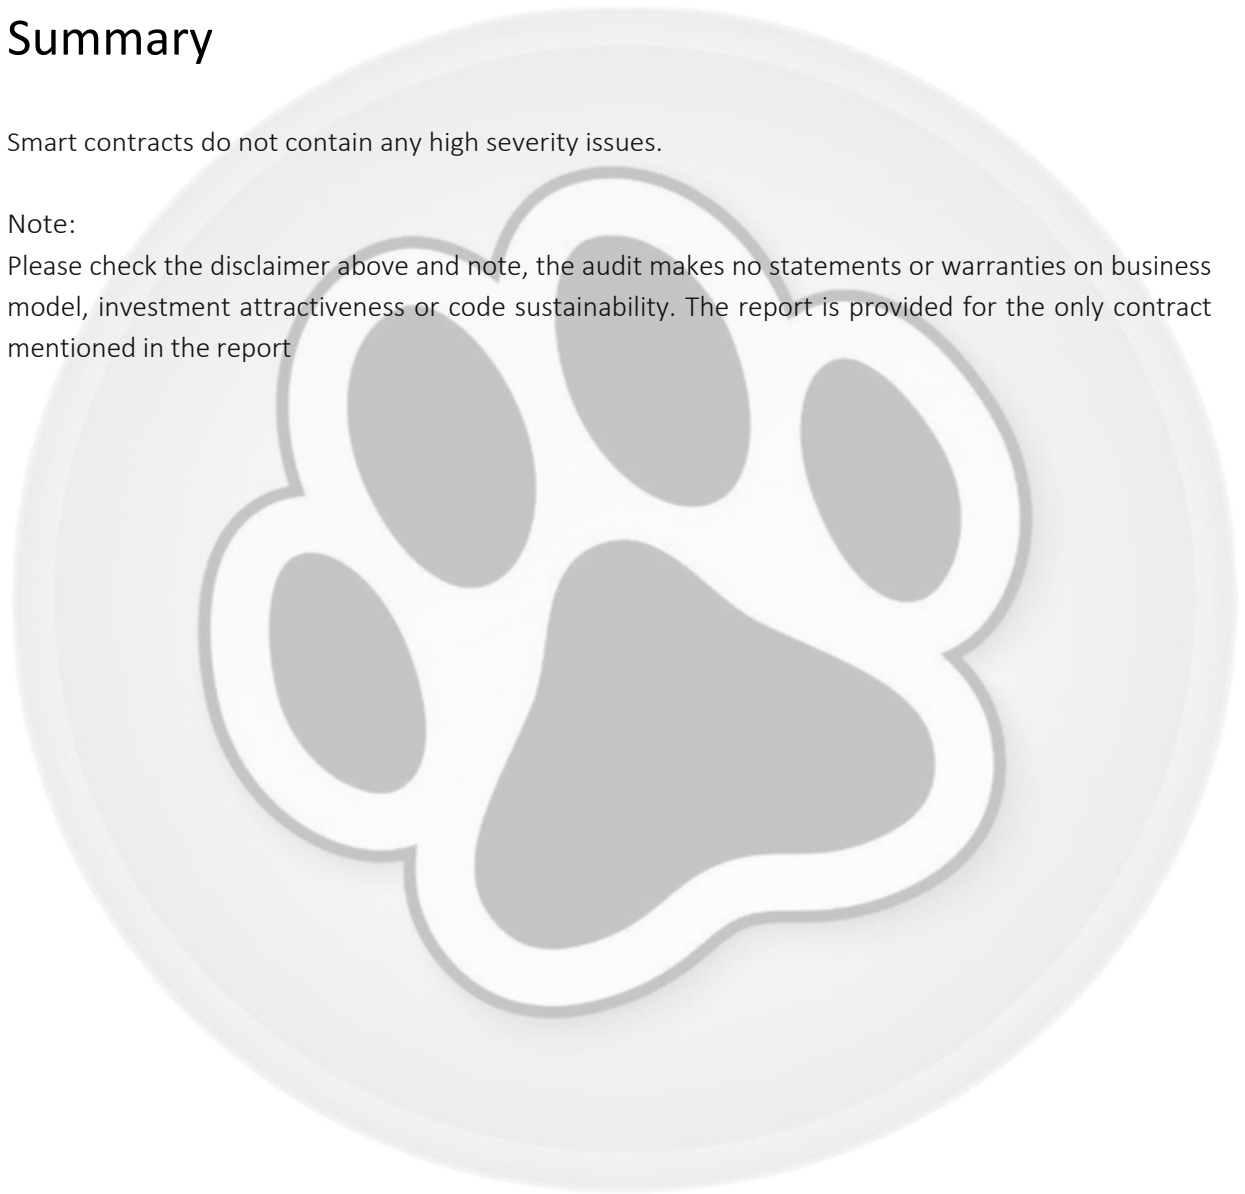 Summary
Smart contracts do not contain any high severity issues.
Note:
Please check the disclaimer above and note, the audit makes no statements or warranties on business
model, investment attractiveness or code sustainability. The report is provided for the only contract
mentioned in the report